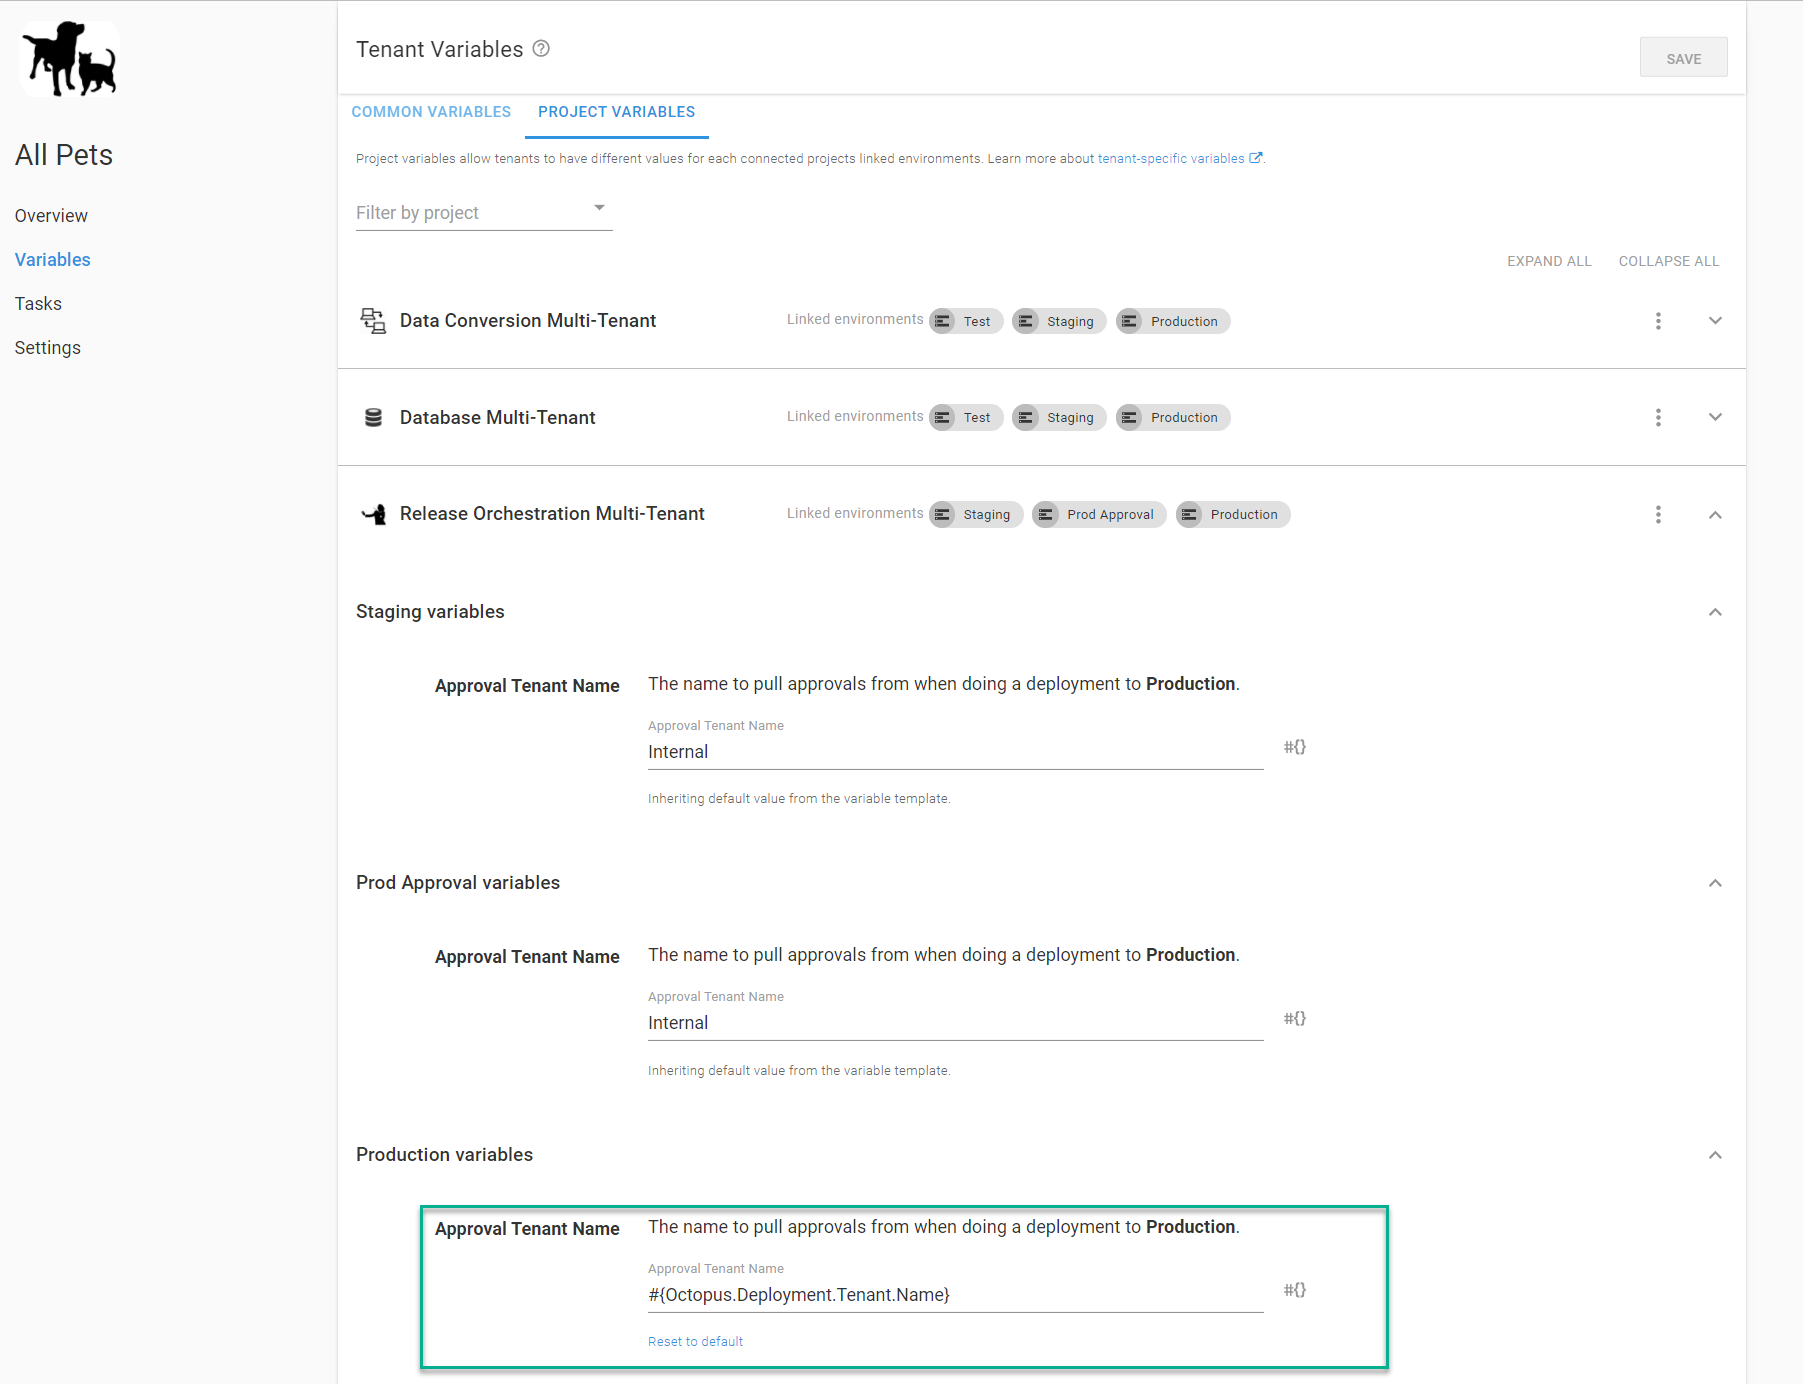 All Pets
Overview
Variables
Tasks
Settings
Tenant Variables ?
SAVE
COMMON VARIABLES PROJECT VARIABLES
Project variables allow tenants to have different values for each connected projects linked environments. Learn more about tenant-specific variables.
Filter by project
EXPAND ALL COLLAPSE ALL
Data Conversion Multi-Tenant Linked environments Test Staging Production
Database Multi-Tenant Linked environments Test Staging Production
Release Orchestration Multi-Tenant Linked environments Staging Prod Approval Production
Staging variables
Approval Tenant Name The name to pull approvals from when doing a deployment to Production.
Approval Tenant Name
Internal #{}
Inheriting default value from the variable template.
Prod Approval variables
Approval Tenant Name The name to pull approvals from when doing a deployment to Production.
Approval Tenant Name
Internal #{}
Inheriting default value from the variable template.
Production variables
Approval Tenant Name The name to pull approvals from when doing a deployment to Production.
Approval Tenant Name
#{Octopus.Deployment.Tenant.Name} #{}
Reset to default